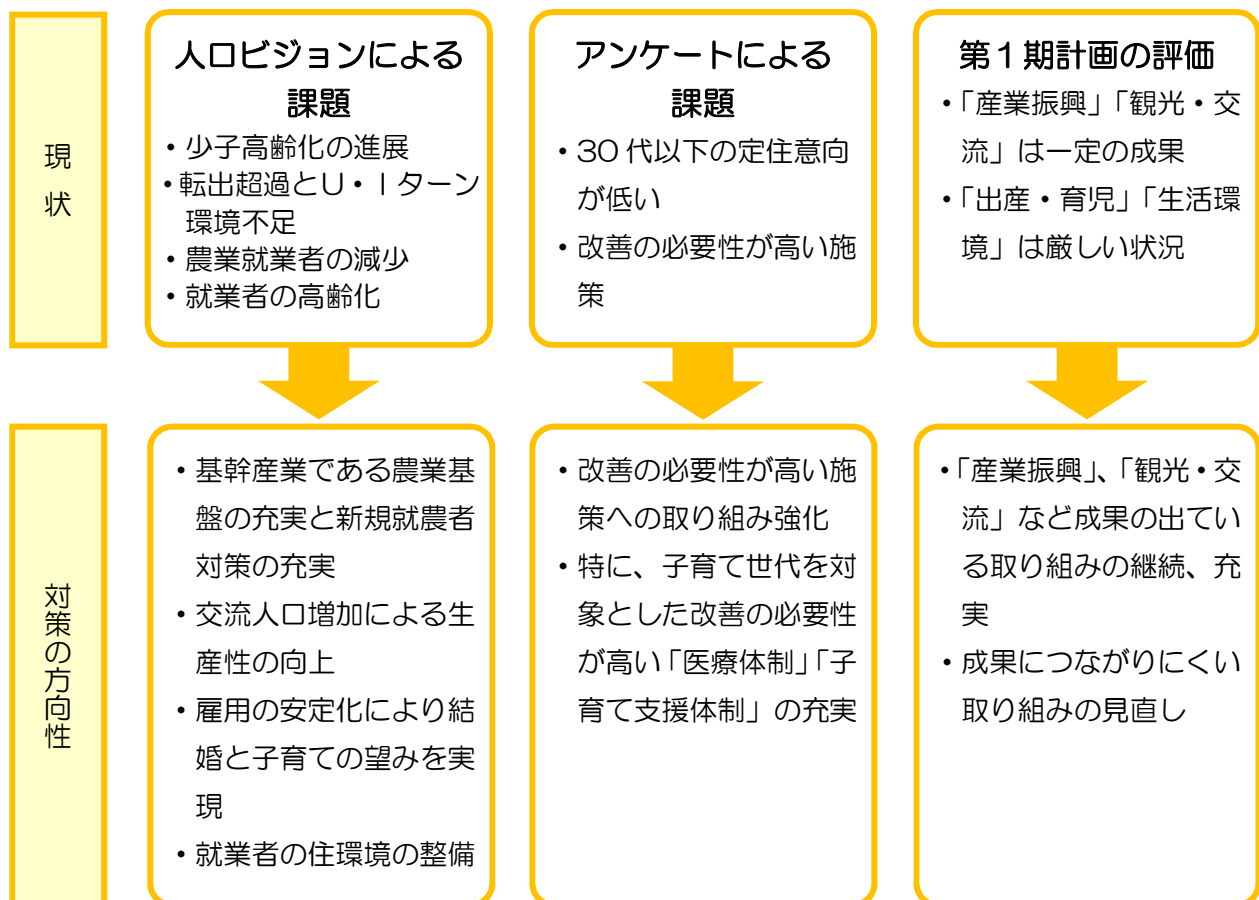 現状
人口ビジョンによる
課題
・少子高齢化の進展
・転出超過とU・Iターン
環境不足
・農業就業者の減少
・就業者の高齢化
アンケートによる
課題
・30代以下の定住意向
が低い
・改善の必要性が高い施
策
第1期計画の評価
・「産業振興」「観光・交
流」は一定の成果
・「出産・育児」「生活環
境」は厳しい状況
対策の方向性
・基幹産業である農業基
盤の充実と新規就農者
対策の充実
・交流人口増加による生
産性の向上
・雇用の安定化により結
婚と子育ての望みを実
現
・就業者の住環境の整備
・改善の必要性が高い施
策への取り組み強化
・特に、子育て世代を対
象とした改善の必要性
が高い「医療体制」「子
育て支援体制」の充実
・「産業振興」、「観光・交
流」など成果の出てい
る取り組みの継続、充
実
・成果につながりにくい
取り組みの見直し